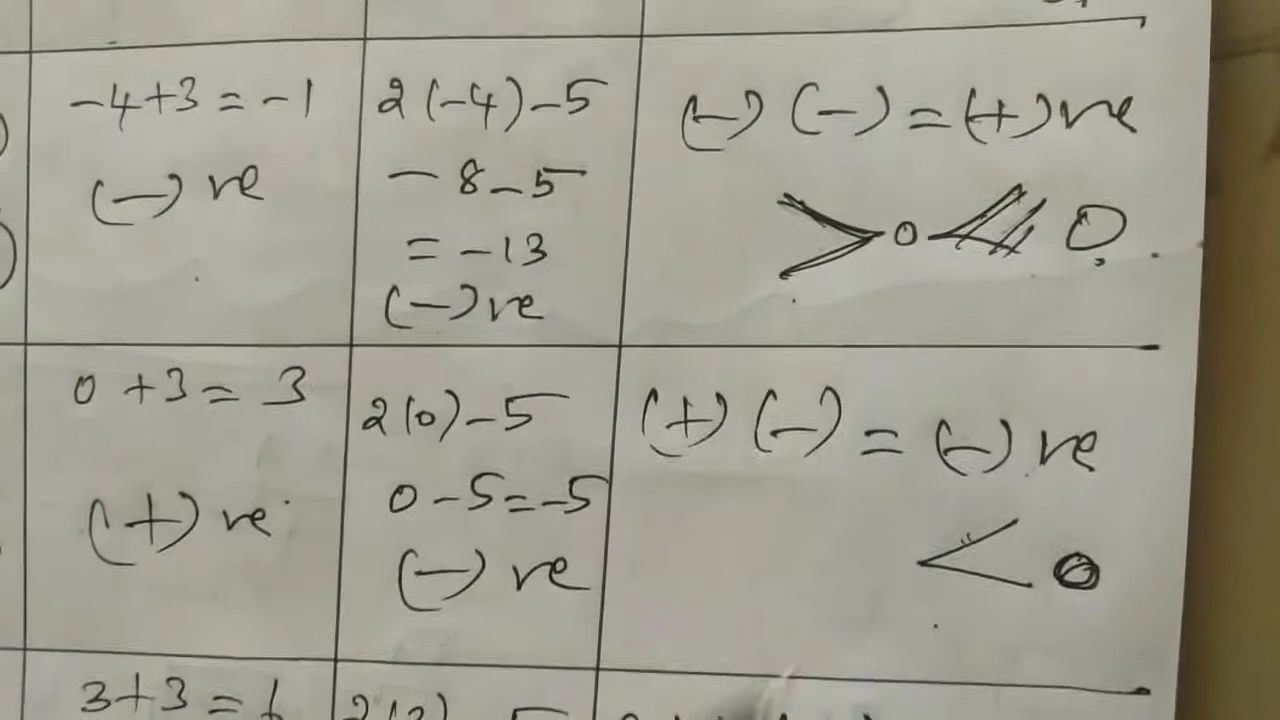 -4+3 = -1
(-) ve
2(-4)-5
-8-5
= -13
(-)ve
(-) (-) = (+)ve
> 0
0+3 = 3
(+) ve
2(0)-5
0-5=-5
(-) ve
(+) (-) = (-) ve
< 0
3+3 =